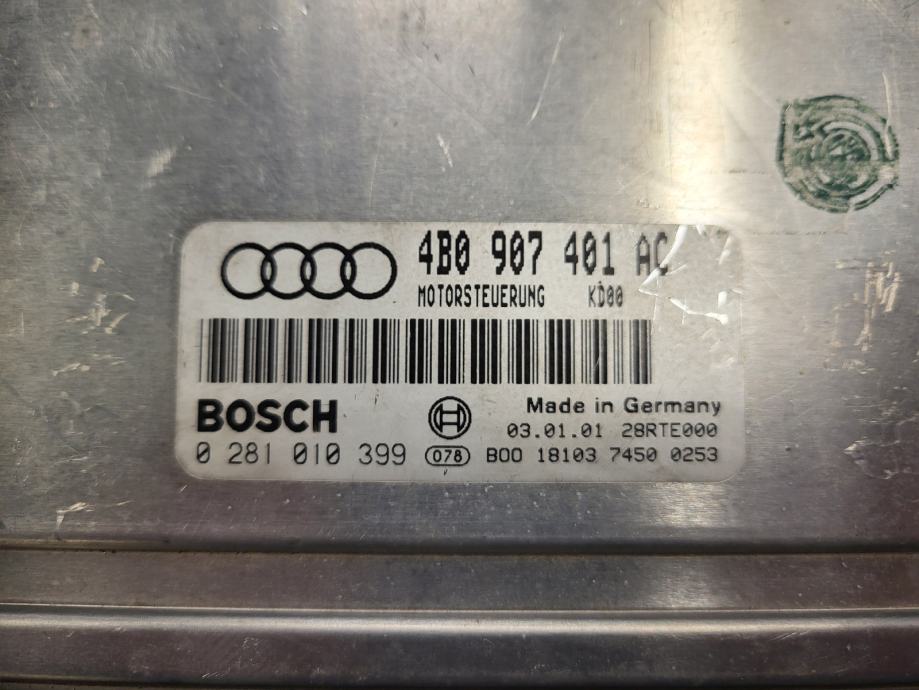 4B0 907 401 AC
MOTORSTEUERUNG KD00
BOSCH
Made in Germany
03.01.01 28RTE000
0 281 010 399 078 B00 18103 7450 0253